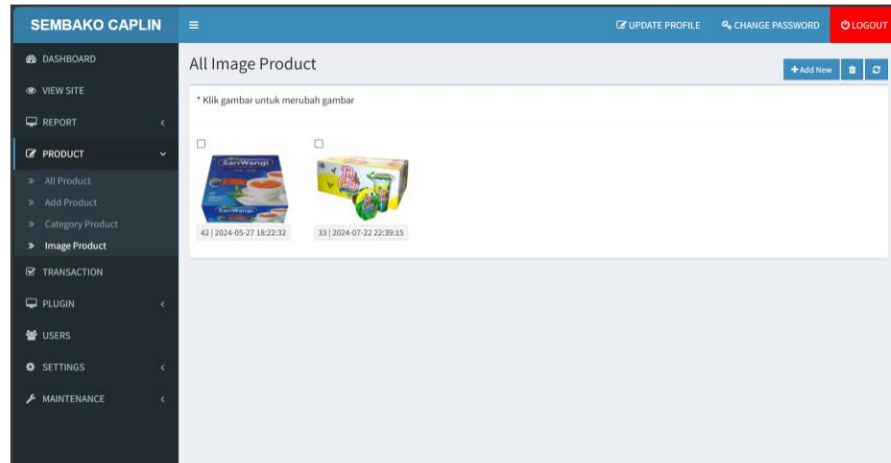 SEMBAKO CAPLIN
UPDATE PROFILE
CHANGE PASSWORD
LOGOUT
DASHBOARD
VIEW SITE
REPORT
PRODUCT
All Product
Add Product
Category Product
Image Product
TRANSACTION
PLUGIN
USERS
SETTINGS
MAINTENANCE
All Image Product
Add New
* Klik gambar untuk merubah gambar
SariWangi
SariWangi
42 | 2024-05-27 18:22:32
33 | 2024-07-22 22:39:15